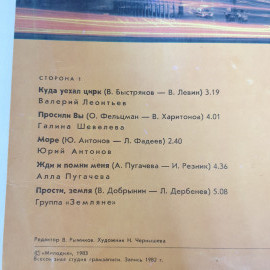 СТОРОНА 1
Куда уехал цирк (В. Быстряков — В. Левин) 3.19
Валерий Леонтьев
Просили Вы (О. Фельцман — В. Харитонов) 4.01
Галина Шевелева
Море (Ю. Антонов — Л. Фадеев) 2.40
Юрий Антонов
Жди и помни меня (А. Пугачева — И. Резник) 4.36
Алла Пугачева
Прости, земля (В. Добрынин — Л. Дербенев) 5.08
Группа «Земляне»
Редактор В. Рыжиков. Художник Н. Чернышева
Ⓟ «Мелодия», 1983
Всесоюзная студия грамзаписи. Запись 1982 г.